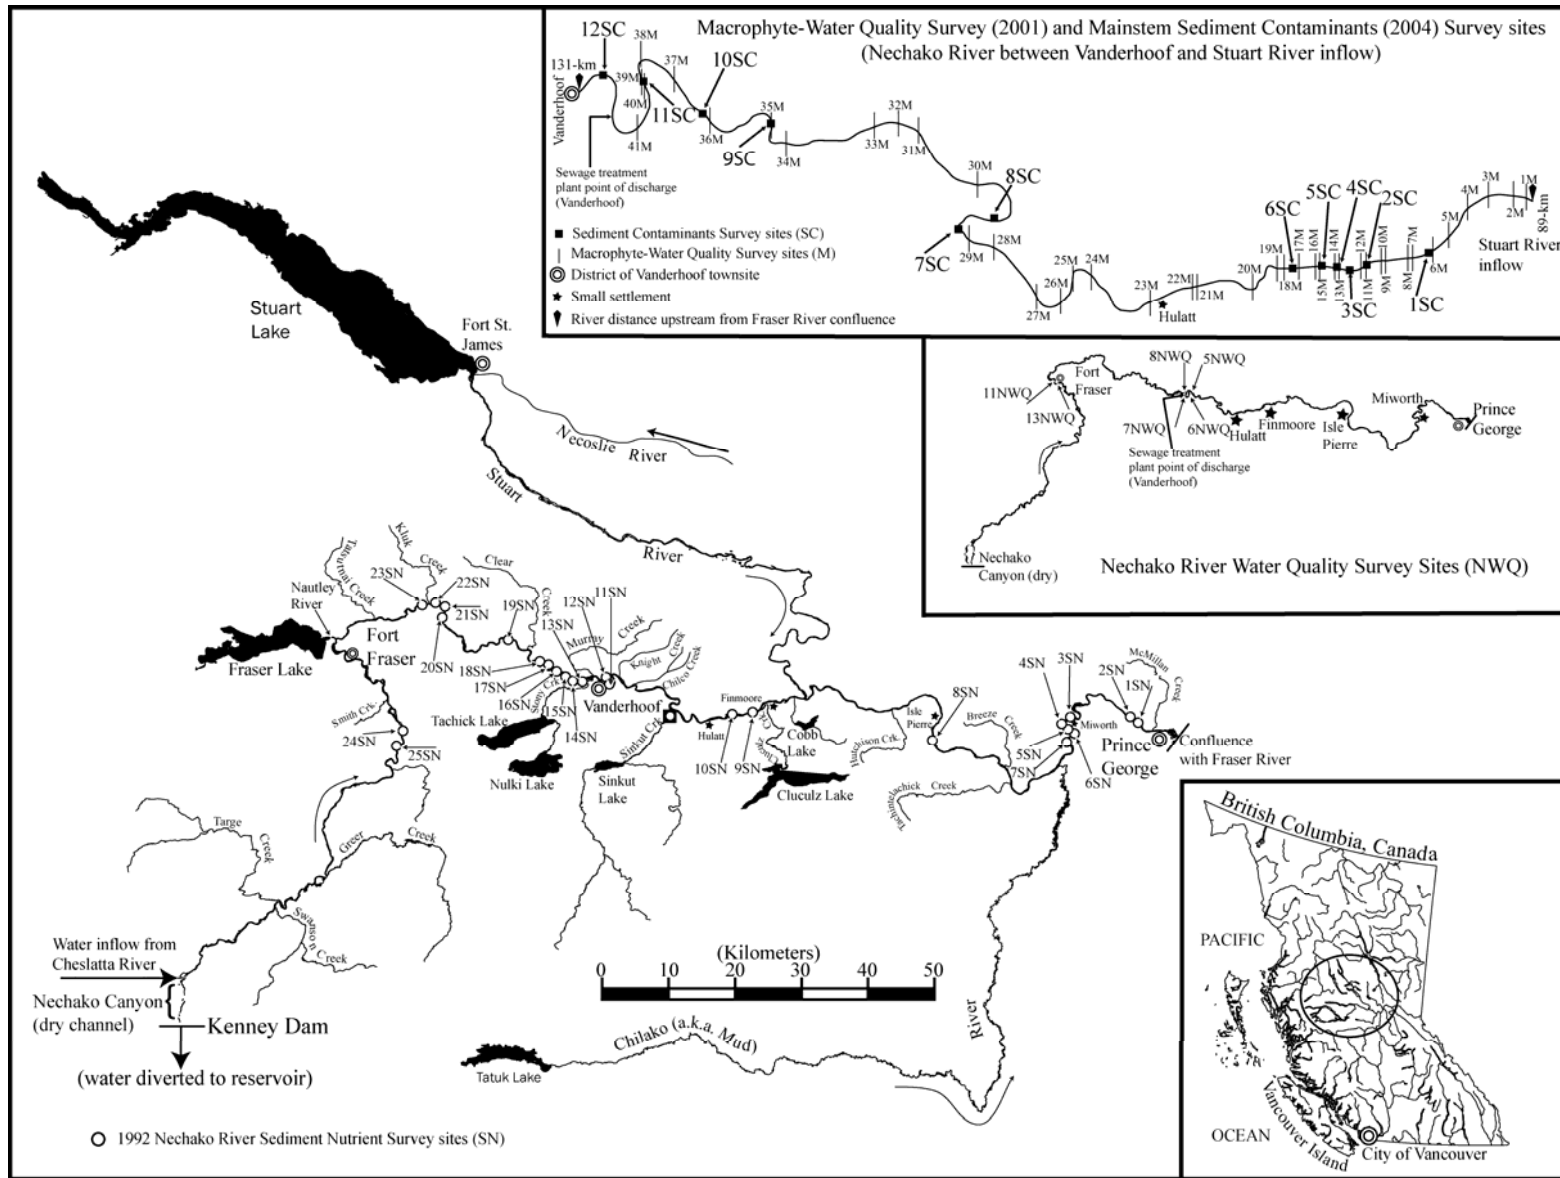 Macrophyte-Water Quality Survey (2001) and Mainstem Sediment Contaminants (2004) Survey sites
(Nechako River between Vanderhoof and Stuart River inflow)
12SC
38M
37M
10SC
131-km
39M
40M
11SC
Vanderhoof
41M
36M
35M
9SC
34M
33M
32M
31M
30M
8SC
7SC
29M
28M
27M
26M
25M
24M
23M
Hulatt
22M
21M
20M
19M
18M
6SC
17M
16M
5SC
15M
14M
4SC
13M
3SC
12M
11M
2SC
10M
9M
8M
7M
6M
1SC
5M
4M
3M
2M
1M
89-km
Stuart River
inflow
Sewage treatment
plant point of discharge
(Vanderhoof)
Sediment Contaminants Survey sites (SC)
Macrophyte-Water Quality Survey sites (M)
District of Vanderhoof townsite
Small settlement
River distance upstream from Fraser River confluence
Stuart
Lake
Fort St.
James
Necoslie
River
Stuart
River
8NWQ
5NWQ
Fort
Fraser
11NWQ
13NWQ
7NWQ
6NWQ
Hulatt
Finmoore
Isle
Pierre
Miworth
Prince
George
Sewage treatment
plant point of discharge
(Vanderhoof)
Nechako
Canyon (dry)
Nechako River Water Quality Survey Sites (NWQ)
Kluk
Creek
Clear
Creek
Creek
23SN
22SN
21SN
20SN
19SN
Nautley
River
Fort
Fraser
Fraser Lake
18SN
17SN
16SN
15SN
14SN
13SN
12SN
11SN
Murray
Creek
Knight
Creek
Chilco Creek
Stony Crk
Vanderhoof
Tachick Lake
Nulki Lake
Sinkut Crk
Sinkut
Lake
Smith Crk.
24SN
25SN
Hulatt
Finmoore
10SN
9SN
Cluculz
Crk
Cobb
Lake
Cluculz Lake
Isle
Pierre
8SN
Hutchison Crk.
Breeze
Creek
Tachintelachick
Creek
4SN
3SN
2SN
1SN
McMillan
Creek
Miworth
5SN
7SN
6SN
Prince
George
Confluence
with Fraser River
Targe
Creek
Greer
Creek
Swanson
Creek
Water inflow from
Cheslatta River
Nechako Canyon
(dry channel)
Kenney Dam
(water diverted to reservoir)
(Kilometers)
0 10 20 30 40 50
Chilako (a.k.a. Mud)
River
Tatuk Lake
1992 Nechako River Sediment Nutrient Survey sites (SN)
British Columbia, Canada
PACIFIC
OCEAN
Vancouver Island
City of Vancouver